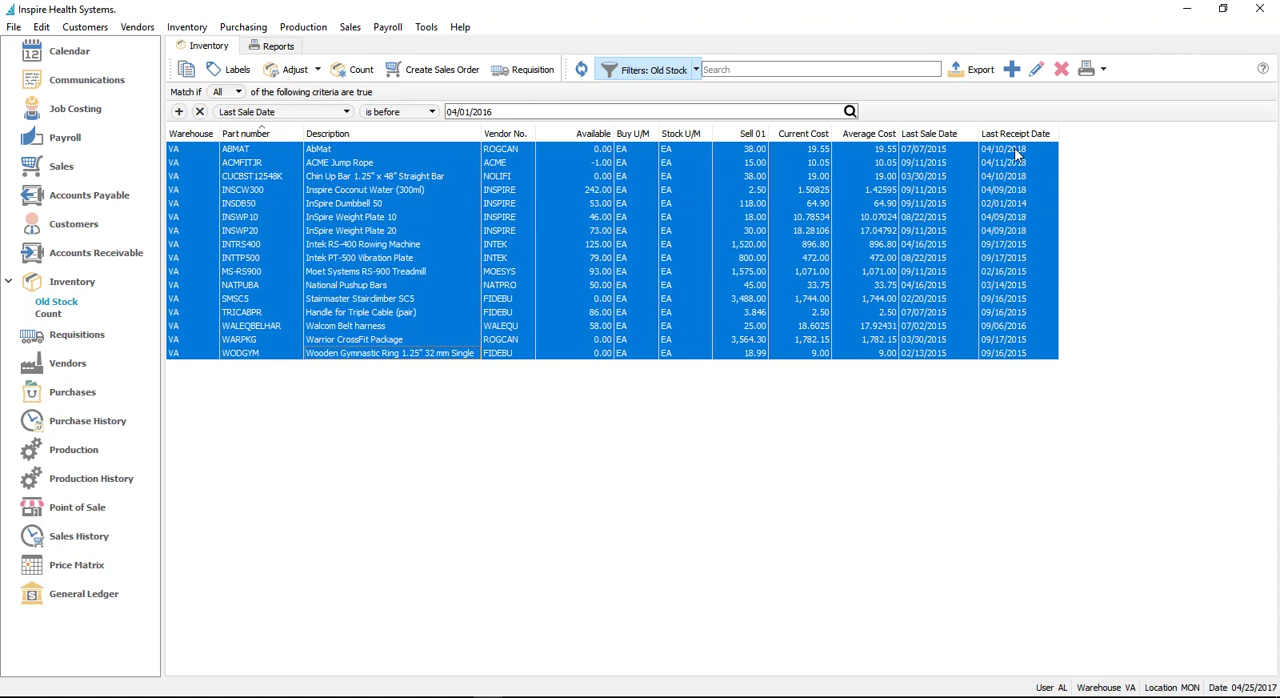 Inspire Health Systems.
File Edit Customers Vendors Inventory Purchasing Production Sales Payroll Tools Help
Calendar
Communications
Job Costing
Payroll
Sales
Accounts Payable
Customers
Accounts Receivable
Inventory
Old Stock
Count
Requisitions
Vendors
Purchases
Purchase History
Production
Production History
Point of Sale
Sales History
Price Matrix
General Ledger
Inventory Reports
Labels Adjust Count Create Sales Order Requisition Filters: Old Stock Search Export
Match if All of the following criteria are true
Last Sale Date is before 04/01/2016
Warehouse Part number Description Vendor No. Available Buy U/M Stock U/M Sell 01 Current Cost Average Cost Last Sale Date Last Receipt Date
VA ABMAT AbMat ROGCAN 0.00 EA EA 38.00 19.55 19.55 07/07/2015 04/10/2018
VA ACMFITJR ACME Jump Rope ACME -1.00 EA EA 15.00 10.05 10.05 09/11/2015 04/11/2018
VA CUCBST12548K Chin Up Bar 1.25" x 48" Straight Bar NOLIFI 0.00 EA EA 38.00 19.00 19.00 03/30/2015 04/10/2018
VA INSCW300 Inspire Coconut Water (300ml) INSPIRE 242.00 EA EA 2.50 1.50825 1.42595 09/11/2015 04/09/2018
VA INSDB50 InSpire Dumbbell 50 INSPIRE 53.00 EA EA 118.00 64.90 64.90 09/11/2015 02/01/2014
VA INSWP10 InSpire Weight Plate 10 INSPIRE 46.00 EA EA 18.00 10.78534 10.07024 08/22/2015 04/09/2018
VA INSWP20 InSpire Weight Plate 20 INSPIRE 73.00 EA EA 30.00 18.28106 17.04792 09/11/2015 04/09/2018
VA INTRS400 Intek RS-400 Rowing Machine INTEK 125.00 EA EA 1,520.00 896.80 896.80 04/16/2015 09/17/2015
VA INTTP500 Intek PT-500 Vibration Plate INTEK 79.00 EA EA 800.00 472.00 472.00 08/22/2015 09/17/2015
VA MS-RS900 Moet Systems RS-900 Treadmill MOESYS 93.00 EA EA 1,575.00 1,071.00 1,071.00 09/11/2015 02/16/2015
VA NATPUBA National Pushup Bars NATPRO 50.00 EA EA 45.00 33.75 33.75 04/16/2015 03/14/2015
VA SMSC5 Stairmaster Stairclimber SC5 FIDEBU 0.00 EA EA 3,488.00 1,744.00 1,744.00 02/20/2015 09/16/2015
VA TRICABPR Handle for Triple Cable (pair) FIDEBU 86.00 EA EA 3.846 2.50 2.50 07/07/2015 09/16/2015
VA WALEQBELHAR Walcom Belt harness WALEQU 58.00 EA EA 25.00 18.6025 17.92431 07/02/2015 09/06/2016
VA WARPKG Warrior CrossFit Package ROGCAN 0.00 EA EA 3,564.30 1,782.15 1,782.15 03/30/2015 09/17/2015
VA WODGYM Wooden Gymnastic Ring 1.25" 32 mm Single FIDEBU 0.00 EA EA 18.99 9.00 9.00 02/13/2015 09/16/2015
User AL Warehouse VA Location MON Date 04/25/2017